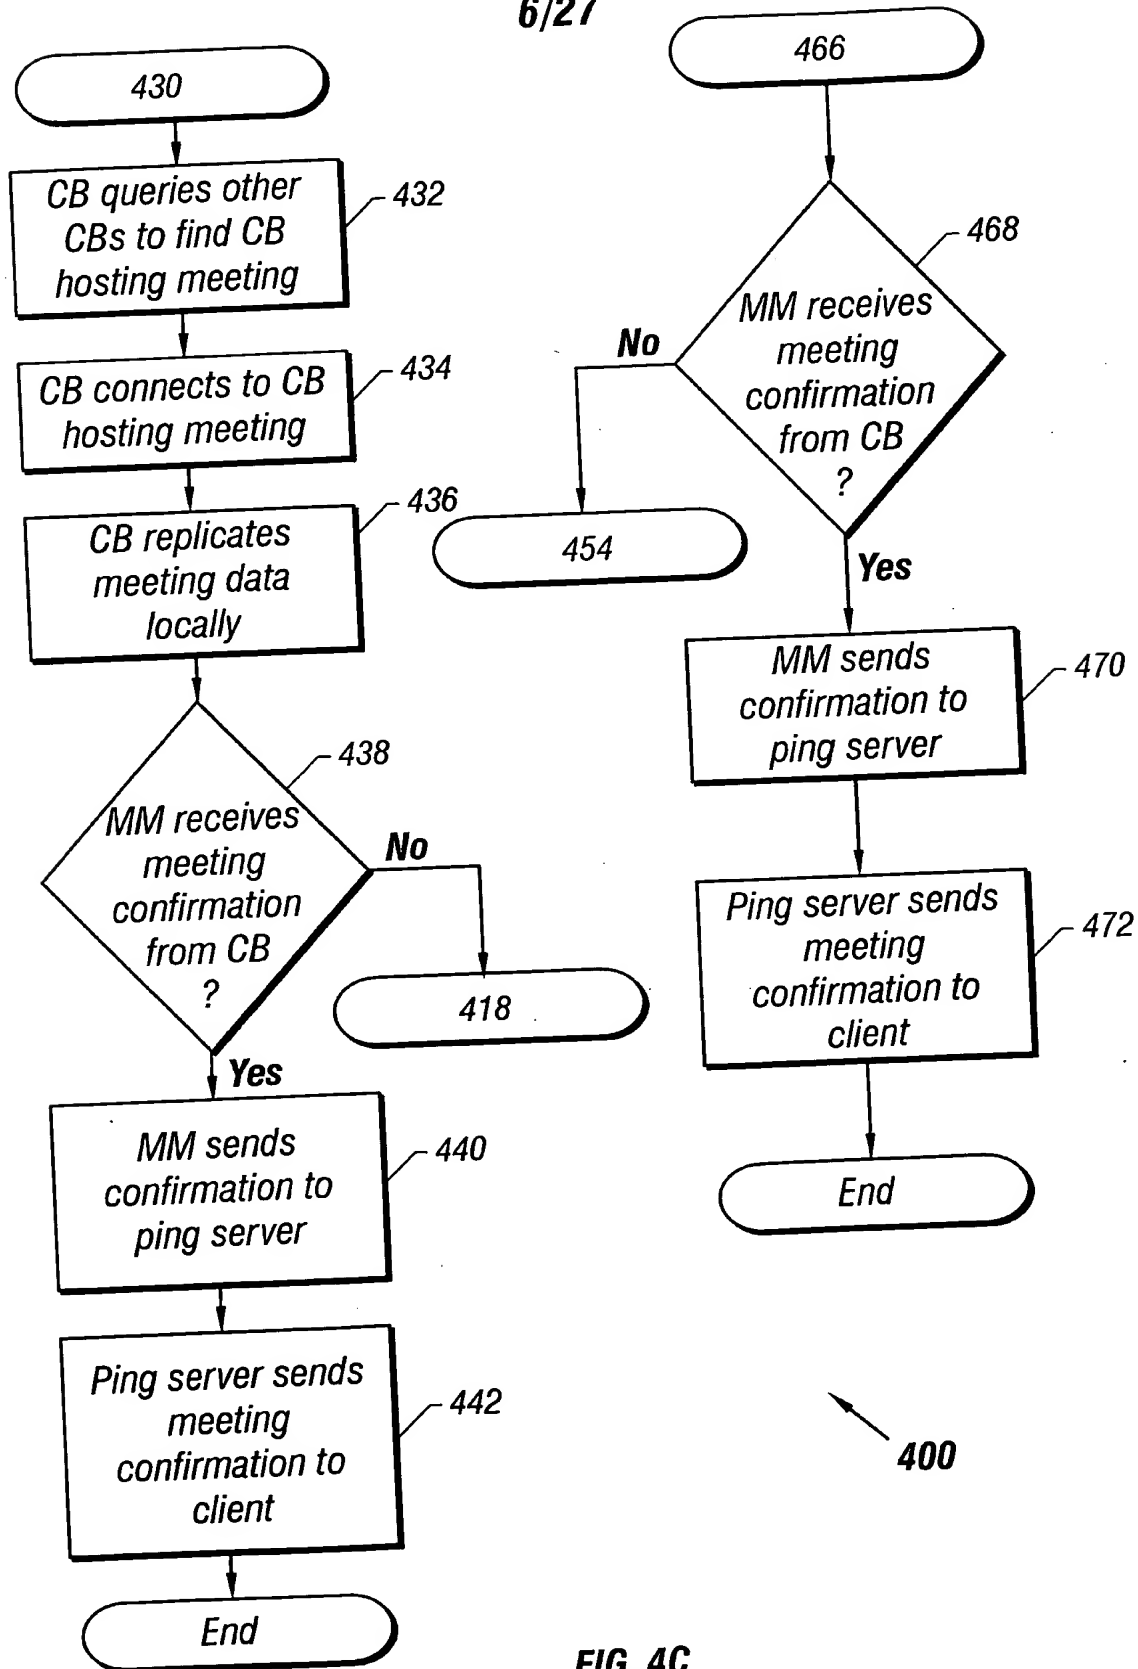 6/27
430
CB queries other
CBs to find CB
hosting meeting
432
CB connects to CB
hosting meeting
434
CB replicates
meeting data
locally
436
MM receives
meeting
confirmation
from CB
?
438
No
418
Yes
MM sends
confirmation to
ping server
440
Ping server sends
meeting
confirmation to
client
442
End
466
MM receives
meeting
confirmation
from CB
?
468
No
454
Yes
MM sends
confirmation to
ping server
470
Ping server sends
meeting
confirmation to
client
472
End
400
FIG. 4C